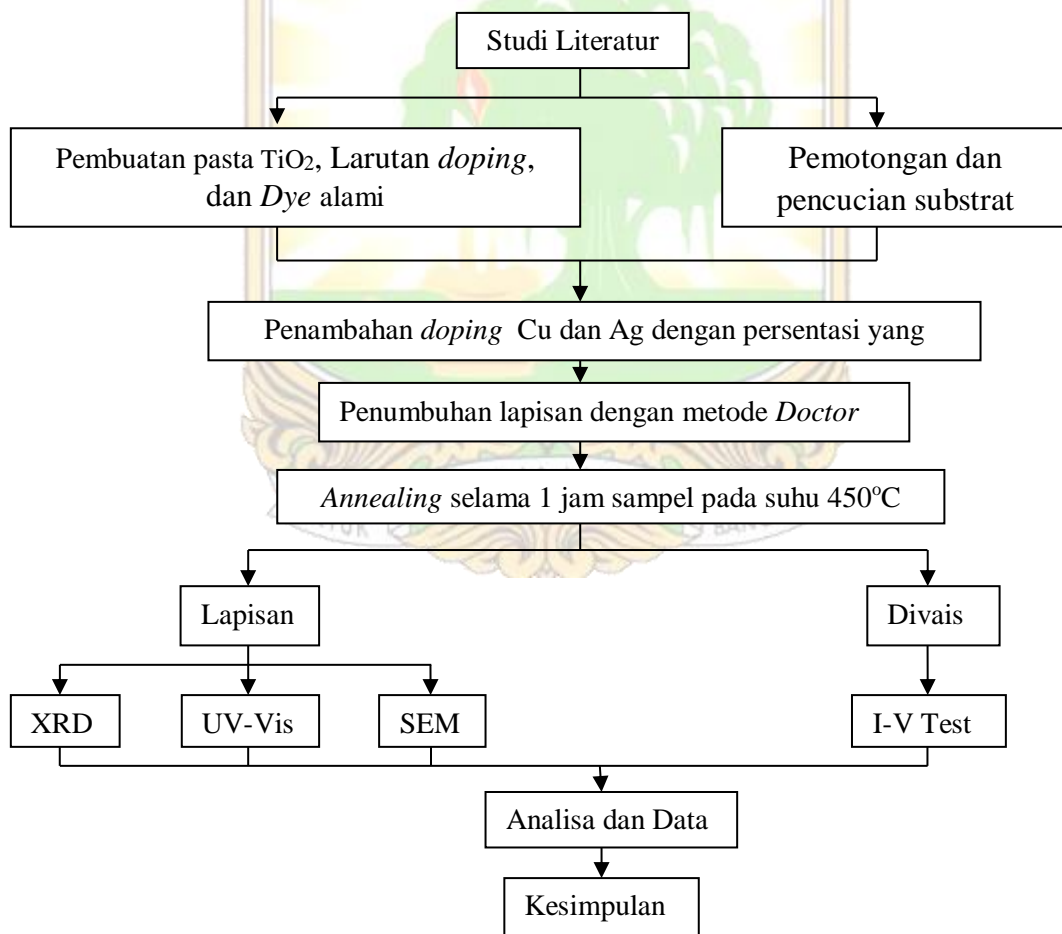 Studi Literatur
Pembuatan pasta TiO2, Larutan doping,
dan Dye alami
Pemotongan dan
pencucian substrat
Penambahan doping Cu dan Ag dengan persentasi yang
Penumbuhan lapisan dengan metode Doctor
Annealing selama 1 jam sampel pada suhu 450oC
Lapisan
Divais
XRD
UV-Vis
SEM
I-V Test
Analisa dan Data
Kesimpulan